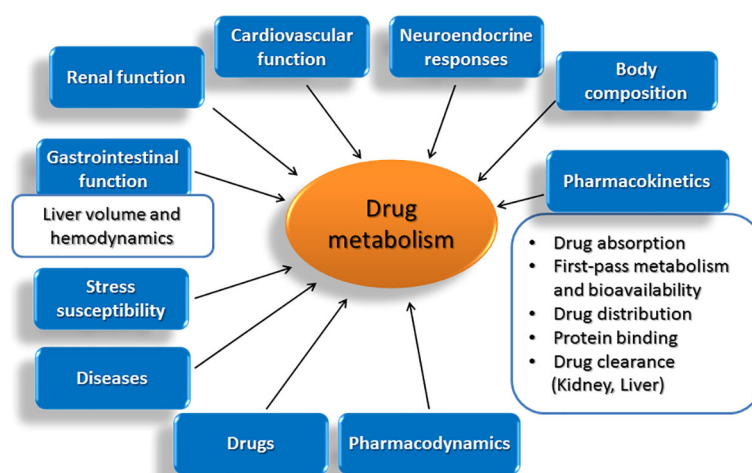 Cardiovascular
function
Neuroendocrine
responses
Renal function
Body
composition
Gastrointestinal
function
Liver volume and
hemodynamics
Drug
metabolism
Pharmacokinetics
• Drug absorption
• First-pass metabolism
and bioavailability
• Drug distribution
• Protein binding
• Drug clearance
(Kidney, Liver)
Stress
susceptibility
Diseases
Drugs
Pharmacodynamics